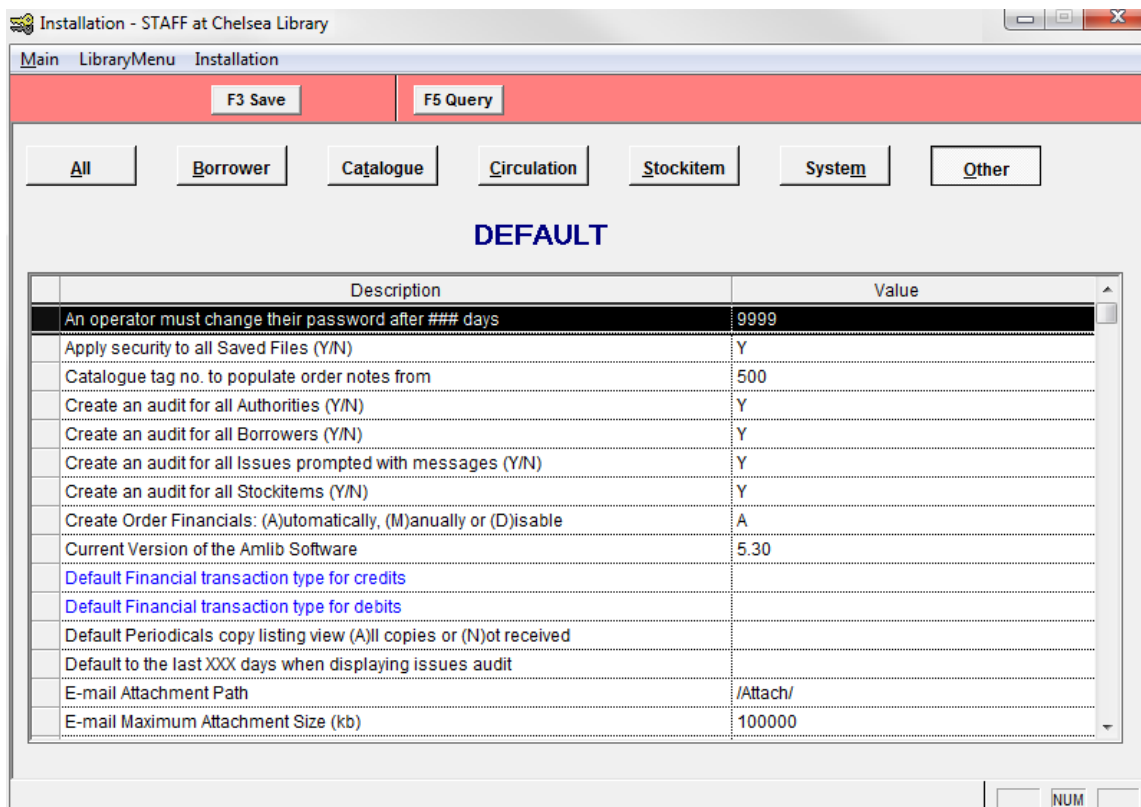 Installation - STAFF at Chelsea Library
Main LibraryMenu Installation
F3 Save F5 Query
All Borrower Catalogue Circulation Stockitem System Other
DEFAULT
Description Value
An operator must change their password after ### days 9999
Apply security to all Saved Files (Y/N) Y
Catalogue tag no. to populate order notes from 500
Create an audit for all Authorities (Y/N) Y
Create an audit for all Borrowers (Y/N) Y
Create an audit for all Issues prompted with messages (Y/N) Y
Create an audit for all Stockitems (Y/N) Y
Create Order Financials: (A)utomatically, (M)anually or (D)isable A
Current Version of the Amlib Software 5.30
Default Financial transaction type for credits
Default Financial transaction type for debits
Default Periodicals copy listing view (A)ll copies or (N)ot received
Default to the last XXX days when displaying issues audit
E-mail Attachment Path /Attach/
E-mail Maximum Attachment Size (kb) 100000
NUM